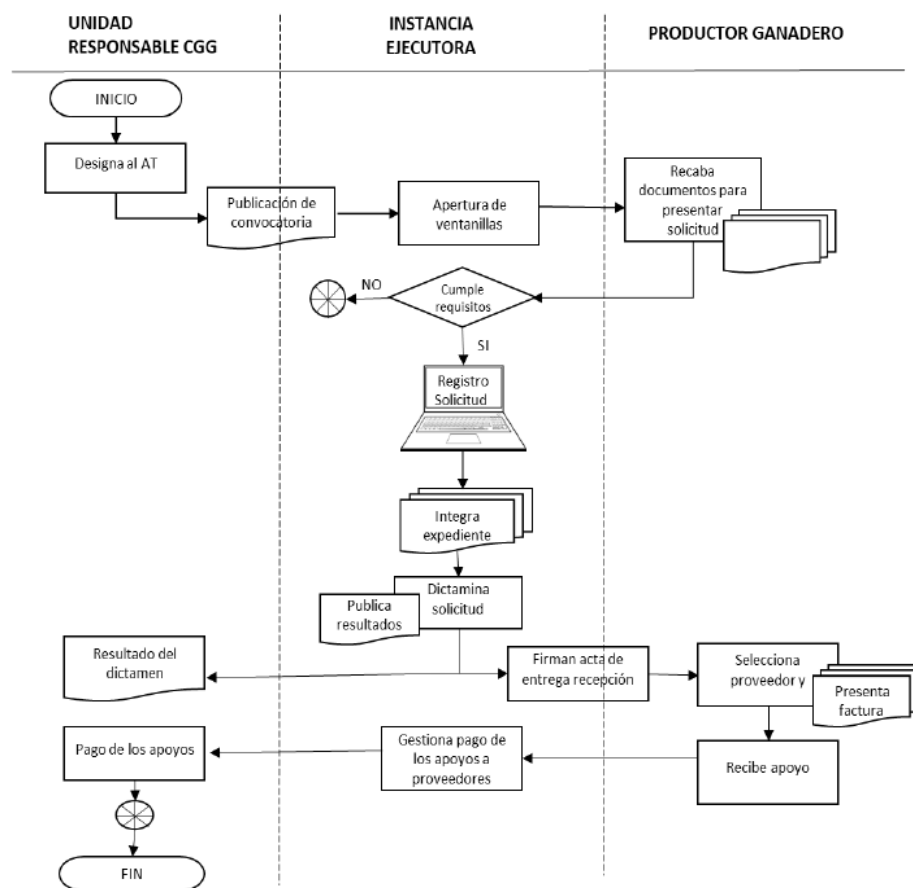 UNIDAD
RESPONSABLE CGG
INSTANCIA
EJECUTORA
PRODUCTOR GANADERO
INICIO
Designa al AT
Publicación de
convocatoria
Apertura de
ventanillas
Recaba
documentos para
presentar
solicitud
NO
Cumple
requisitos
SI
Registro
Solicitud
Integra
expediente
Dictamina
solicitud
Publica
resultados
Resultado del
dictamen
Firman acta de
entrega recepción
Selecciona
proveedor y
Presenta
factura
Pago de los apoyos
Gestiona pago de
los apoyos a
proveedores
Recibe apoyo
FIN